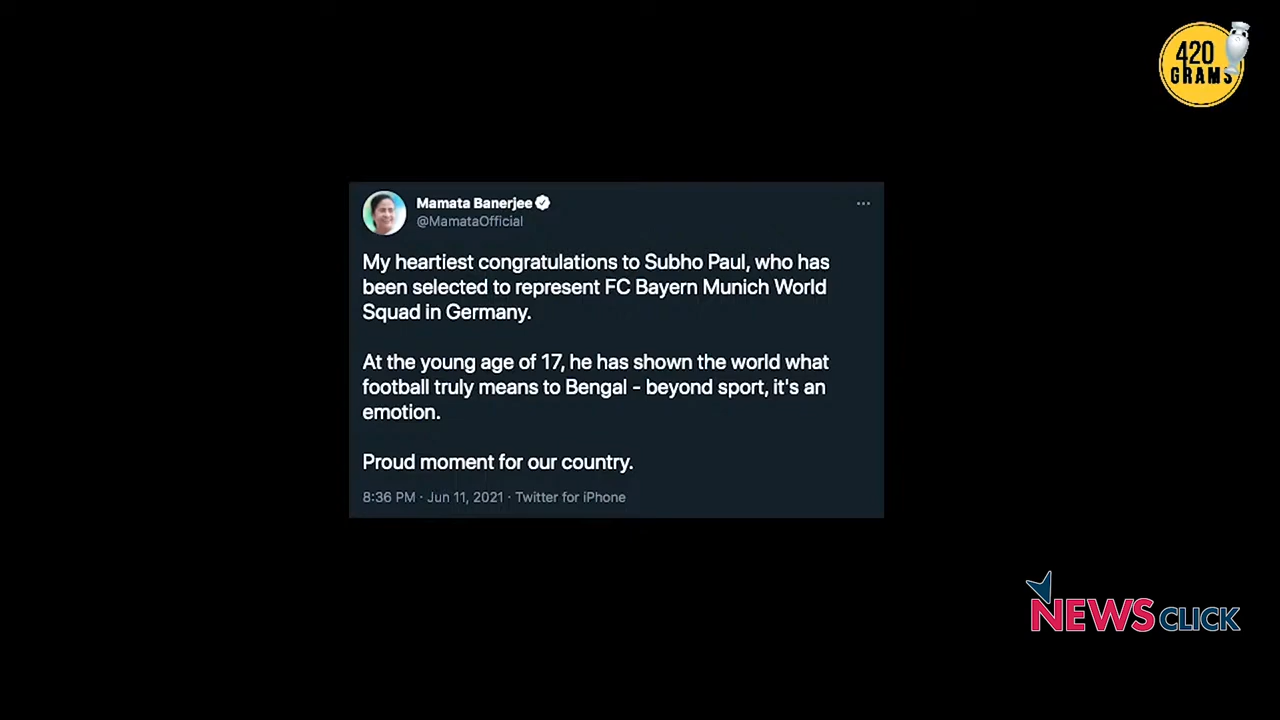 420
GRAMS
Mamata Banerjee
@MamataOfficial
My heartiest congratulations to Subho Paul, who has
been selected to represent FC Bayern Munich World
Squad in Germany.
At the young age of 17, he has shown the world what
football truly means to Bengal - beyond sport, it's an
emotion.
Proud moment for our country.
8:36 PM · Jun 11, 2021 · Twitter for iPhone
NEWSCLICK